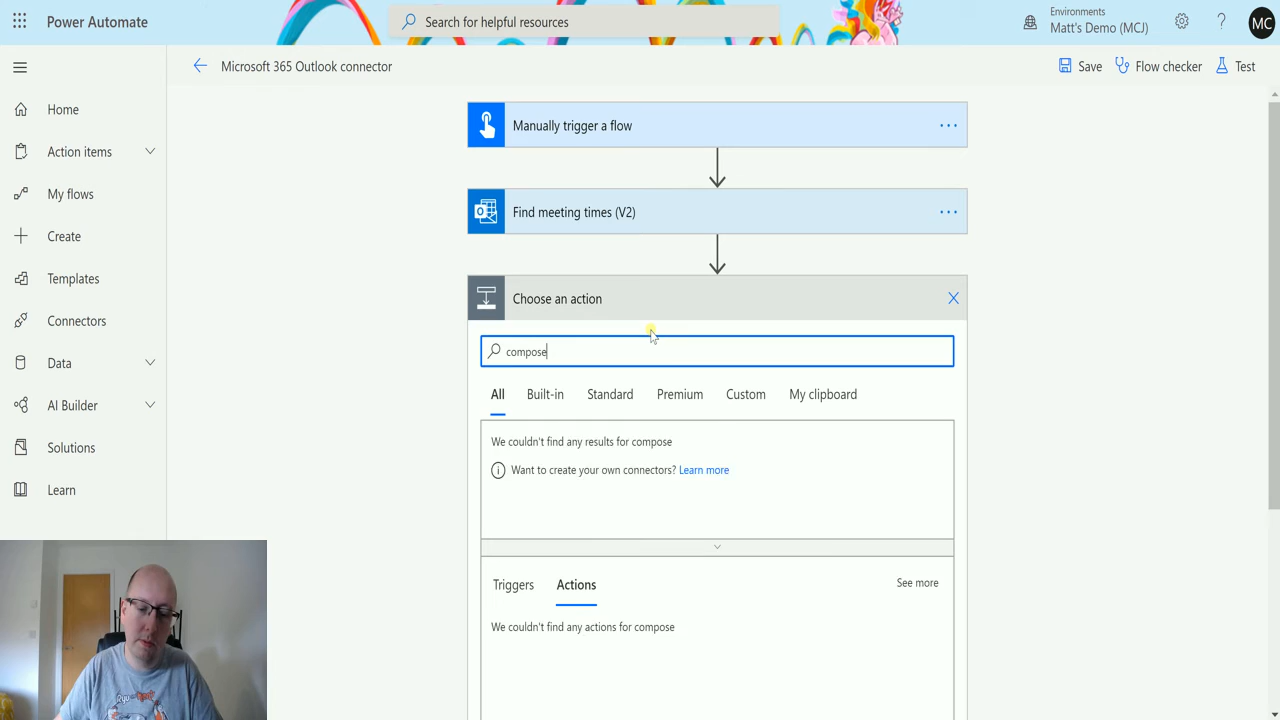 Power Automate
Search for helpful resources
Environments
Matt's Demo (MCJ)
MC
Microsoft 365 Outlook connector
Save
Flow checker
Test
Home
Action items
My flows
Create
Templates
Connectors
Data
AI Builder
Solutions
Learn
Manually trigger a flow
Find meeting times (V2)
Choose an action
compose
All
Built-in
Standard
Premium
Custom
My clipboard
We couldn't find any results for compose
Want to create your own connectors? Learn more
Triggers
Actions
See more
We couldn't find any actions for compose